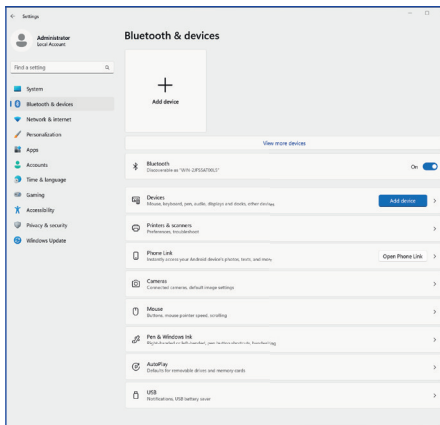 Settings
Administrator
Local Account
Find a setting
System
Bluetooth & devices
Network & internet
Personalization
Apps
Accounts
Time & language
Gaming
Accessibility
Privacy & security
Windows Update
Bluetooth & devices
Add device
View more devices
Bluetooth
Discoverable as
On
Devices
Mouse, keyboard, pen, audio, displays and docks, other devices
Add device
Printers & scanners
Preferences, troubleshoot
Phone Link
Instantly access your Android device's photos, texts, and more
Open Phone Link
Cameras
Connected cameras, default image settings
Mouse
Buttons, mouse pointer speed, scrolling
Pen & Windows Ink
AutoPlay
Defaults for removable drives and memory cards
USB
Notifications, USB battery saver